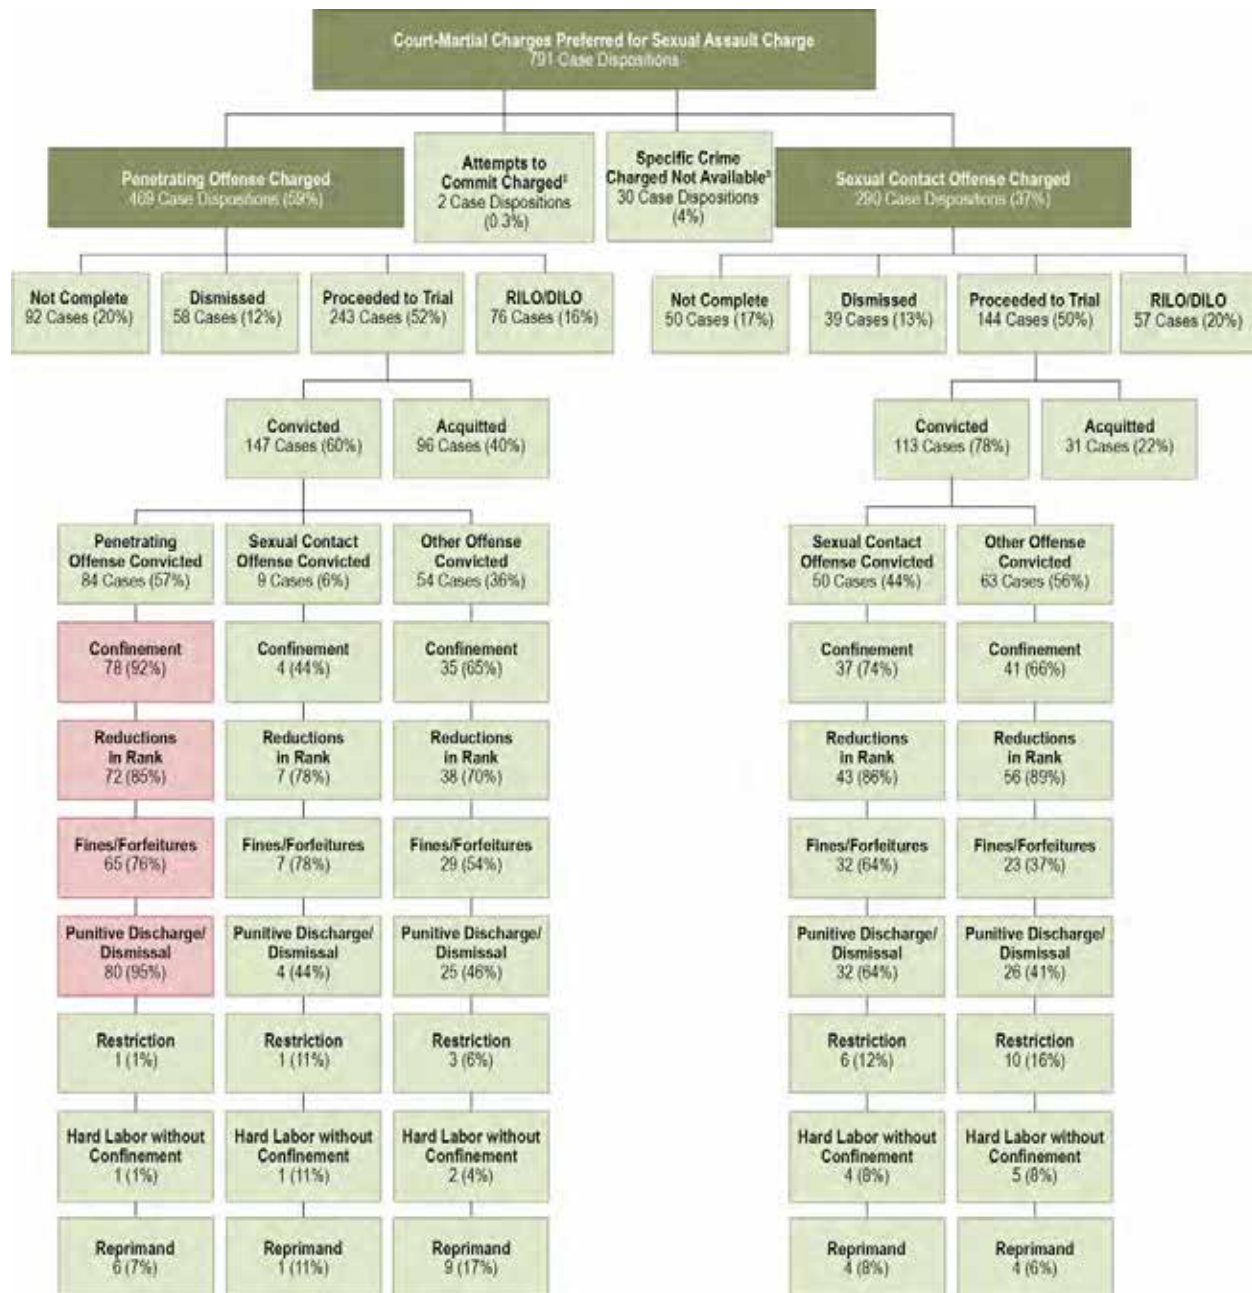 Court-Martial Charges Preferred for Sexual Assault Charge
791 Case Dispositions
Penetrating Offense Charged
469 Case Dispositions (59%)
Attempts to
Commit Charged‡
2 Case Dispositions
(0.3%)
Specific Crime
Charged Not Available
30 Case Dispositions
(4%)
Sexual Contact Offense Charged
290 Case Dispositions (37%)
Not Complete
92 Cases (20%)
Dismissed
58 Cases (12%)
Proceeded to Trial
243 Cases (52%)
RILO/DILO
76 Cases (16%)
Not Complete
50 Cases (17%)
Dismissed
39 Cases (13%)
Proceeded to Trial
144 Cases (50%)
RILO/DILO
57 Cases (20%)
Convicted
147 Cases (60%)
Acquitted
96 Cases (40%)
Convicted
113 Cases (78%)
Acquitted
31 Cases (22%)
Penetrating
Offense Convicted
84 Cases (57%)
Sexual Contact
Offense Convicted
9 Cases (6%)
Other Offense
Convicted
54 Cases (36%)
Sexual Contact
Offense Convicted
50 Cases (44%)
Other Offense
Convicted
63 Cases (56%)
Confinement
78 (92%)
Confinement
4 (44%)
Confinement
35 (65%)
Confinement
37 (74%)
Confinement
41 (66%)
Reductions
in Rank
72 (85%)
Reductions
in Rank
7 (78%)
Reductions
in Rank
38 (70%)
Reductions
in Rank
43 (86%)
Reductions
in Rank
56 (89%)
Fines/Forfeitures
65 (76%)
Fines/Forfeitures
7 (78%)
Fines/Forfeitures
29 (54%)
Fines/Forfeitures
32 (64%)
Fines/Forfeitures
23 (37%)
Punitive Discharge/
Dismissal
80 (95%)
Punitive Discharge/
Dismissal
4 (44%)
Punitive Discharge/
Dismissal
25 (46%)
Punitive Discharge/
Dismissal
32 (64%)
Punitive Discharge/
Dismissal
26 (41%)
Restriction
1 (1%)
Restriction
1 (11%)
Restriction
3 (6%)
Restriction
6 (12%)
Restriction
10 (16%)
Hard Labor without
Confinement
1 (1%)
Hard Labor without
Confinement
1 (11%)
Hard Labor without
Confinement
2 (4%)
Hard Labor without
Confinement
4 (8%)
Hard Labor without
Confinement
5 (8%)
Reprimand
6 (7%)
Reprimand
1 (11%)
Reprimand
9 (17%)
Reprimand
4 (8%)
Reprimand
4 (6%)